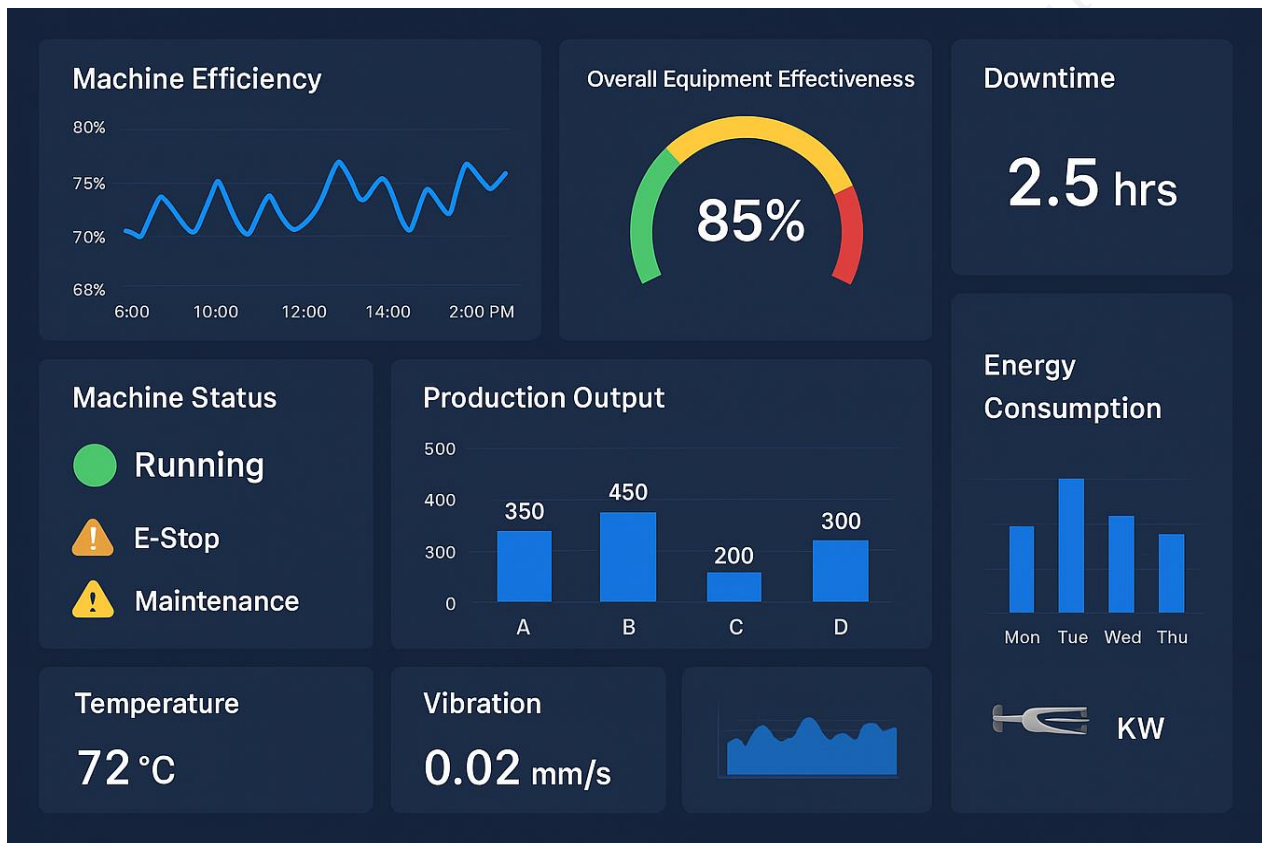 Machine Efficiency
80%
75%
70%
68%
6:00 10:00 12:00 14:00 2:00 PM
Overall Equipment Effectiveness
85%
Downtime
2.5 hrs
Machine Status
Running
E-Stop
Maintenance
Production Output
500
400
300
0
350
450
200
300
A B C D
Energy
Consumption
Mon Tue Wed Thu
KW
Temperature
72 °C
Vibration
0.02 mm/s